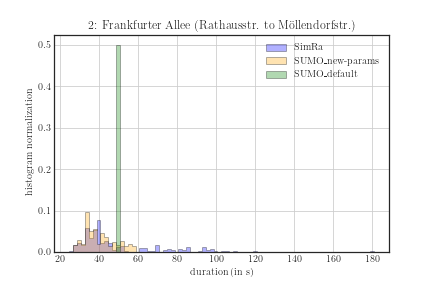 2: Frankfurter Allee (Rathausstr. to Möllendorfstr.)
0.5
0.4
0.3
0.2
0.1
0.0
histogram normalization
SimRa
SUMO_new-params
SUMO_default
20 40 60 80 100 120 140 160 180
duration (in s)